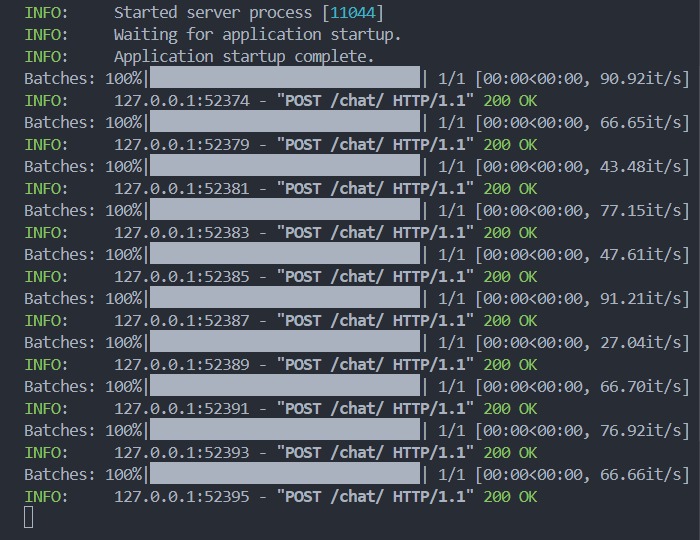 INFO:     Started server process [11044]
INFO:     Waiting for application startup.
INFO:     Application startup complete.
Batches: 100%|██████████████████████████████| 1/1 [00:00<00:00, 90.92it/s]
INFO:     127.0.0.1:52374 - "POST /chat/ HTTP/1.1" 200 OK
Batches: 100%|██████████████████████████████| 1/1 [00:00<00:00, 66.65it/s]
INFO:     127.0.0.1:52379 - "POST /chat/ HTTP/1.1" 200 OK
Batches: 100%|██████████████████████████████| 1/1 [00:00<00:00, 43.48it/s]
INFO:     127.0.0.1:52381 - "POST /chat/ HTTP/1.1" 200 OK
Batches: 100%|██████████████████████████████| 1/1 [00:00<00:00, 77.15it/s]
INFO:     127.0.0.1:52383 - "POST /chat/ HTTP/1.1" 200 OK
Batches: 100%|██████████████████████████████| 1/1 [00:00<00:00, 47.61it/s]
INFO:     127.0.0.1:52385 - "POST /chat/ HTTP/1.1" 200 OK
Batches: 100%|██████████████████████████████| 1/1 [00:00<00:00, 91.21it/s]
INFO:     127.0.0.1:52387 - "POST /chat/ HTTP/1.1" 200 OK
Batches: 100%|██████████████████████████████| 1/1 [00:00<00:00, 27.04it/s]
INFO:     127.0.0.1:52389 - "POST /chat/ HTTP/1.1" 200 OK
Batches: 100%|██████████████████████████████| 1/1 [00:00<00:00, 66.70it/s]
INFO:     127.0.0.1:52391 - "POST /chat/ HTTP/1.1" 200 OK
Batches: 100%|██████████████████████████████| 1/1 [00:00<00:00, 76.92it/s]
INFO:     127.0.0.1:52393 - "POST /chat/ HTTP/1.1" 200 OK
Batches: 100%|██████████████████████████████| 1/1 [00:00<00:00, 66.66it/s]
INFO:     127.0.0.1:52395 - "POST /chat/ HTTP/1.1" 200 OK